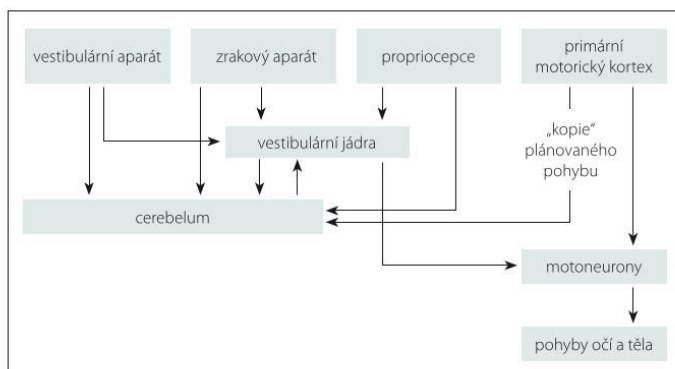 vestibulární aparát
zrakový aparát
propriocepce
primární
motorický kortex
„kopie“
plánovaného
pohybu
vestibulární jádra
cerebelum
motoneurony
pohyby očí a těla